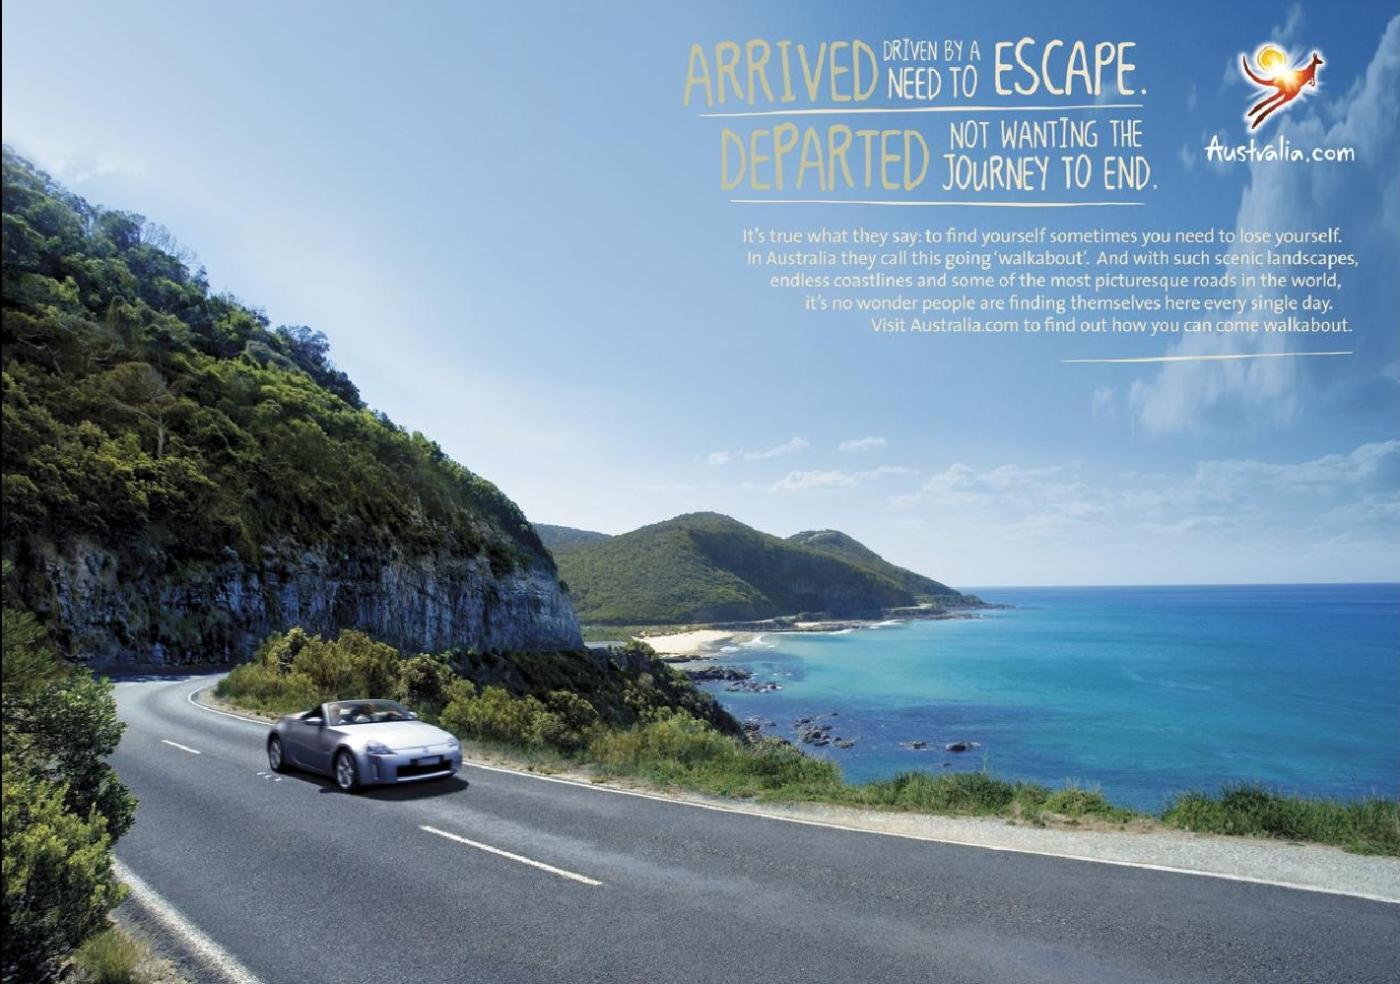 ARRIVED DRIVEN BY A NEED TO ESCAPE.
DEPARTED NOT WANTING THE JOURNEY TO END.
Australia.com
It's true what they say: to find yourself sometimes you need to lose yourself.
In Australia they call this going 'walkabout'. And with such scenic landscapes,
endless coastlines and some of the most picturesque roads in the world,
it's no wonder people are finding themselves here every single day.
Visit Australia.com to find out how you can come walkabout.